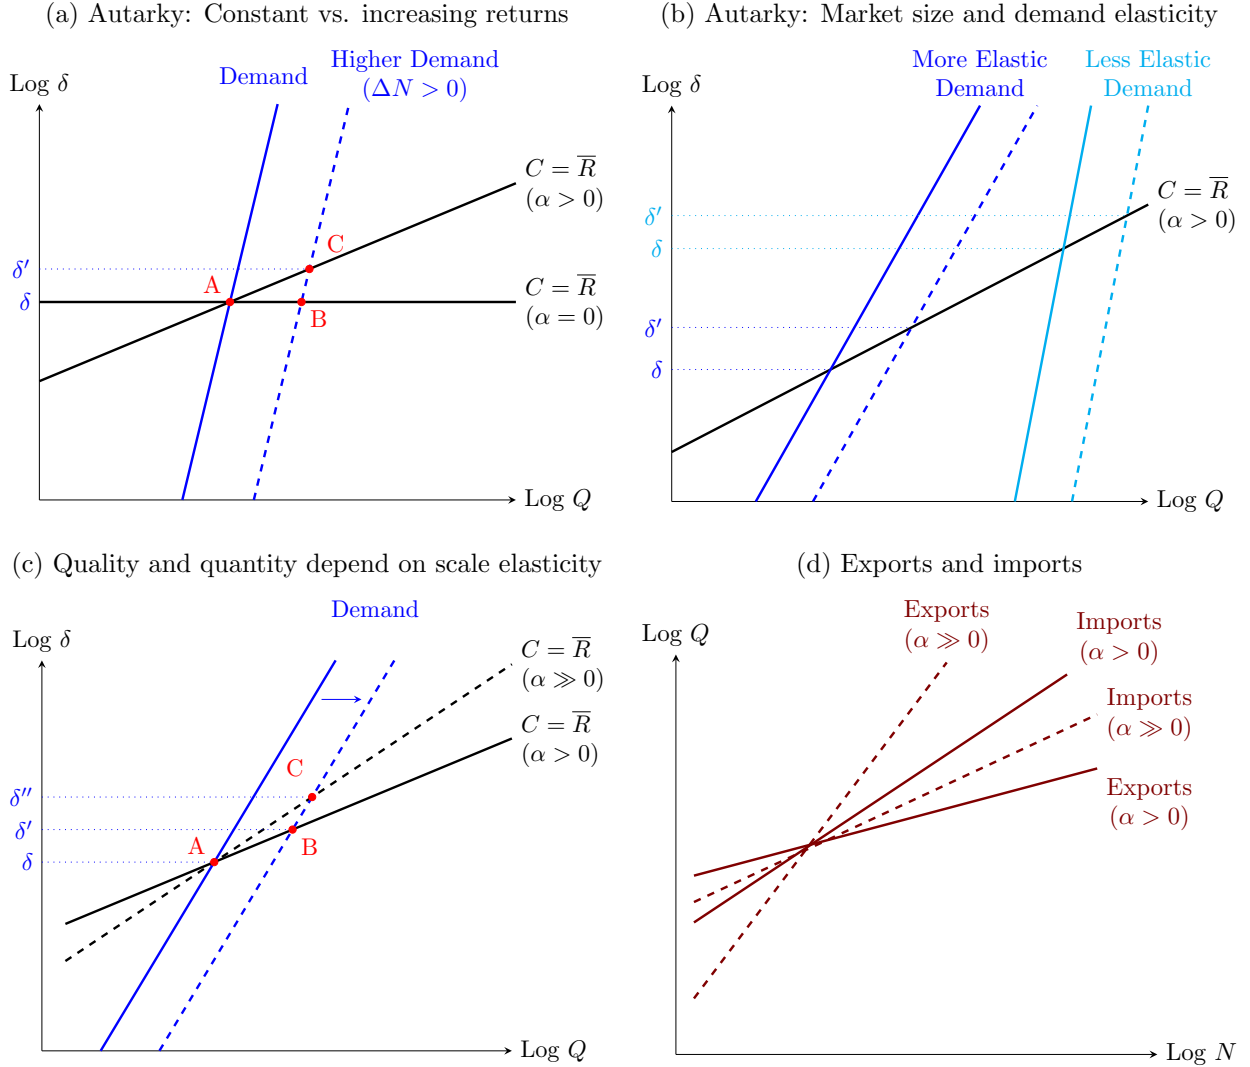 (a) Autarky: Constant vs. increasing returns
Log δ
Demand
Higher Demand
(ΔN > 0)
C = R̅
(α > 0)
C
δ′
A
δ
B
C = R̅
(α = 0)
Log Q
(b) Autarky: Market size and demand elasticity
Log δ
More Elastic
Demand
Less Elastic
Demand
C = R̅
(α > 0)
δ′
δ
δ′
δ
Log Q
(c) Quality and quantity depend on scale elasticity
Log δ
Demand
C = R̅
(α ≫ 0)
C = R̅
(α > 0)
C
δ″
δ′
A
B
δ
Log Q
(d) Exports and imports
Log Q
Exports
(α ≫ 0)
Imports
(α > 0)
Imports
(α ≫ 0)
Exports
(α > 0)
Log N